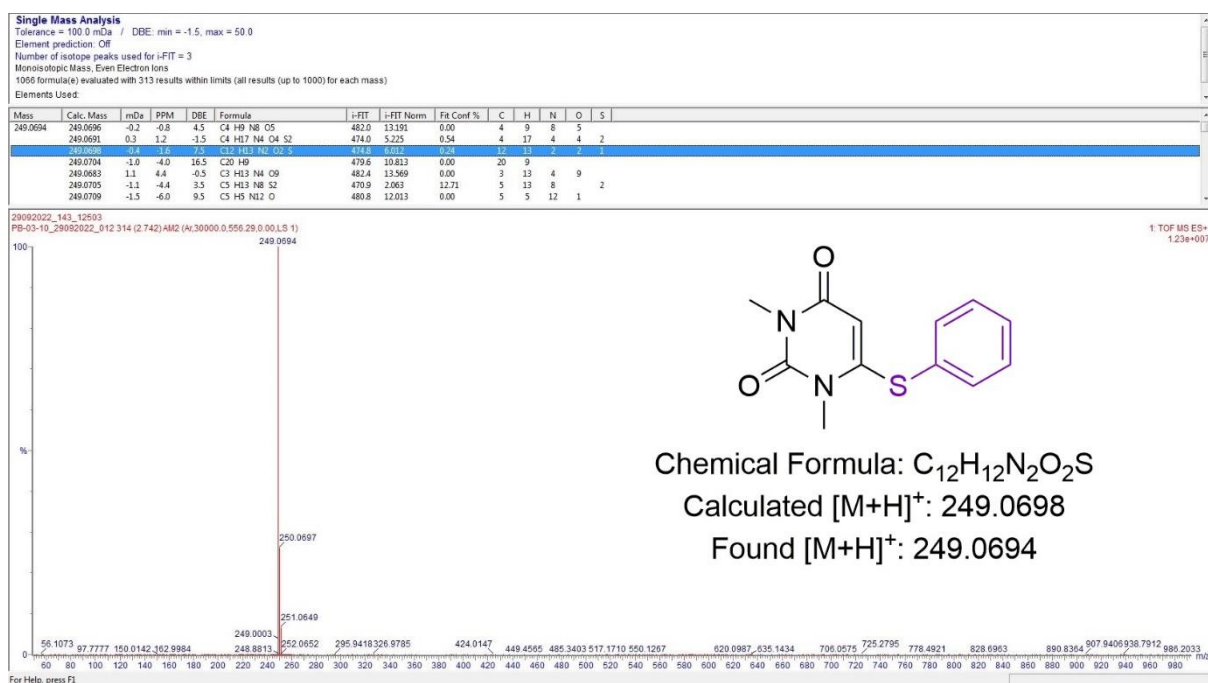 Single Mass Analysis
Tolerance = 100.0 mDa / DBE: min = -1.5, max = 50.0
Element prediction: Off
Number of isotope peaks used for i-FIT = 3
Monoisotopic Mass, Even Electron Ions
1066 formula(e) evaluated with 313 results within limits (all results (up to 1000) for each mass)
Elements Used:
Mass Calc. Mass mDa PPM DBE Formula i-FIT i-FIT Norm Fit Conf % C H N O S
249.0694 249.0696 -0.2 -0.8 4.5 C4 H9 N8 O5 482.0 13.191 0.00 4 9 8 5
249.0691 0.3 1.2 -1.5 C4 H17 N4 O4 S2 474.0 5.225 0.54 4 17 4 4 2
249.0698 -0.4 -1.6 7.5 C12 H13 N2 O2 S 474.8 6.012 0.24 12 13 2 2 1
249.0704 -1.0 -4.0 16.5 C20 H9 479.6 10.813 0.00 20 9
249.0683 1.1 4.4 -0.5 C3 H13 N4 O9 482.4 13.569 0.00 3 13 4 9
249.0705 -1.1 -4.4 3.5 C5 H13 N8 S2 470.9 2.063 12.71 5 13 8 2
249.0709 -1.5 -6.0 9.5 C5 H5 N12 O 480.8 12.013 0.00 5 5 12 1
29092022_143_12503
PB-03-10_29092022_012 314 (2.742) AM2 (Ar,30000.0,556.29,0.00,LS 1)
1: TOF MS ES+
1.23e+007
249.0694
100
O
N
O
N
S
%
Chemical Formula: C₁₂H₁₂N₂O₂S
Calculated [M+H]⁺: 249.0698
Found [M+H]⁺: 249.0694
250.0697
251.0649
249.0003
56.1073 97.7777 150.0142 162.9984 248.8813 252.0652 295.9418 326.9785 424.0147 449.4565 485.3403 517.1710 550.1267 620.0987 635.1434 706.0575 725.2795 778.4921 828.6963 890.8364 907.9406 938.7912 986.2033
0
60 80 100 120 140 160 180 200 220 240 260 280 300 320 340 360 380 400 420 440 460 480 500 520 540 560 580 600 620 640 660 680 700 720 740 760 780 800 820 840 860 880 900 920 940 960 980 m/z
For Help, press F1